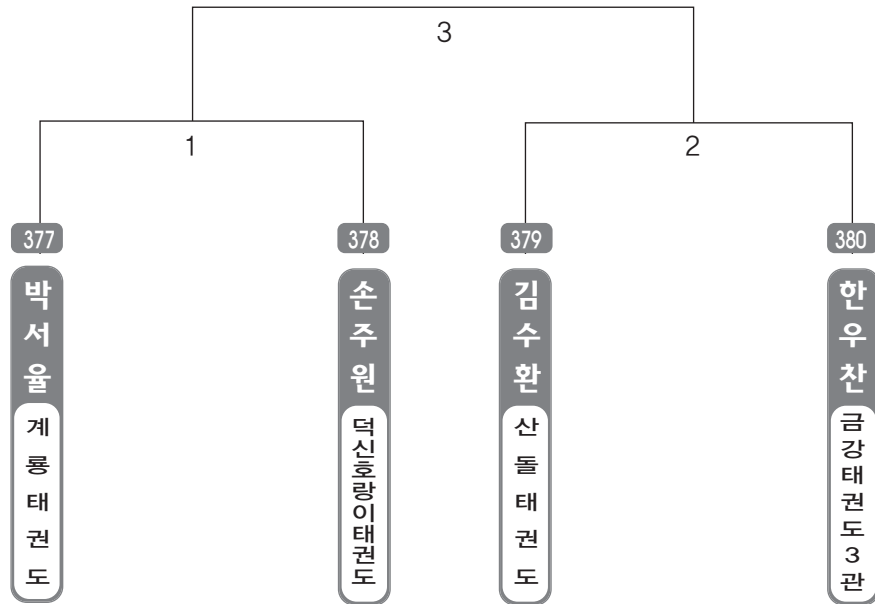 3
1
2
377
378
379
380
박서율
계룡태권도
손주원
덕신호랑이태권도
김수환
산돌태권도
한우찬
금강태권도3관